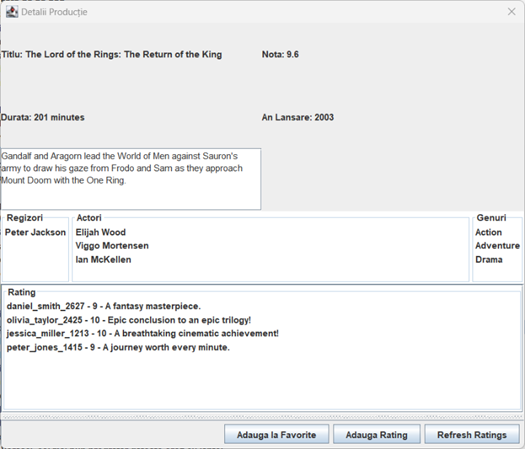 Detalii Producție
Titlu: The Lord of the Rings: The Return of the King
Nota: 9.6
Durata: 201 minutes
An Lansare: 2003
Gandalf and Aragorn lead the World of Men against Sauron's
army to draw his gaze from Frodo and Sam as they approach
Mount Doom with the One Ring.
Regizori
Peter Jackson
Actori
Elijah Wood
Viggo Mortensen
Ian McKellen
Genuri
Action
Adventure
Drama
Rating
daniel_smith_2627 - 9 - A fantasy masterpiece.
olivia_taylor_2425 - 10 - Epic conclusion to an epic trilogy!
jessica_miller_1213 - 10 - A breathtaking cinematic achievement!
peter_jones_1415 - 9 - A journey worth every minute.
Adauga la Favorite
Adauga Rating
Refresh Ratings